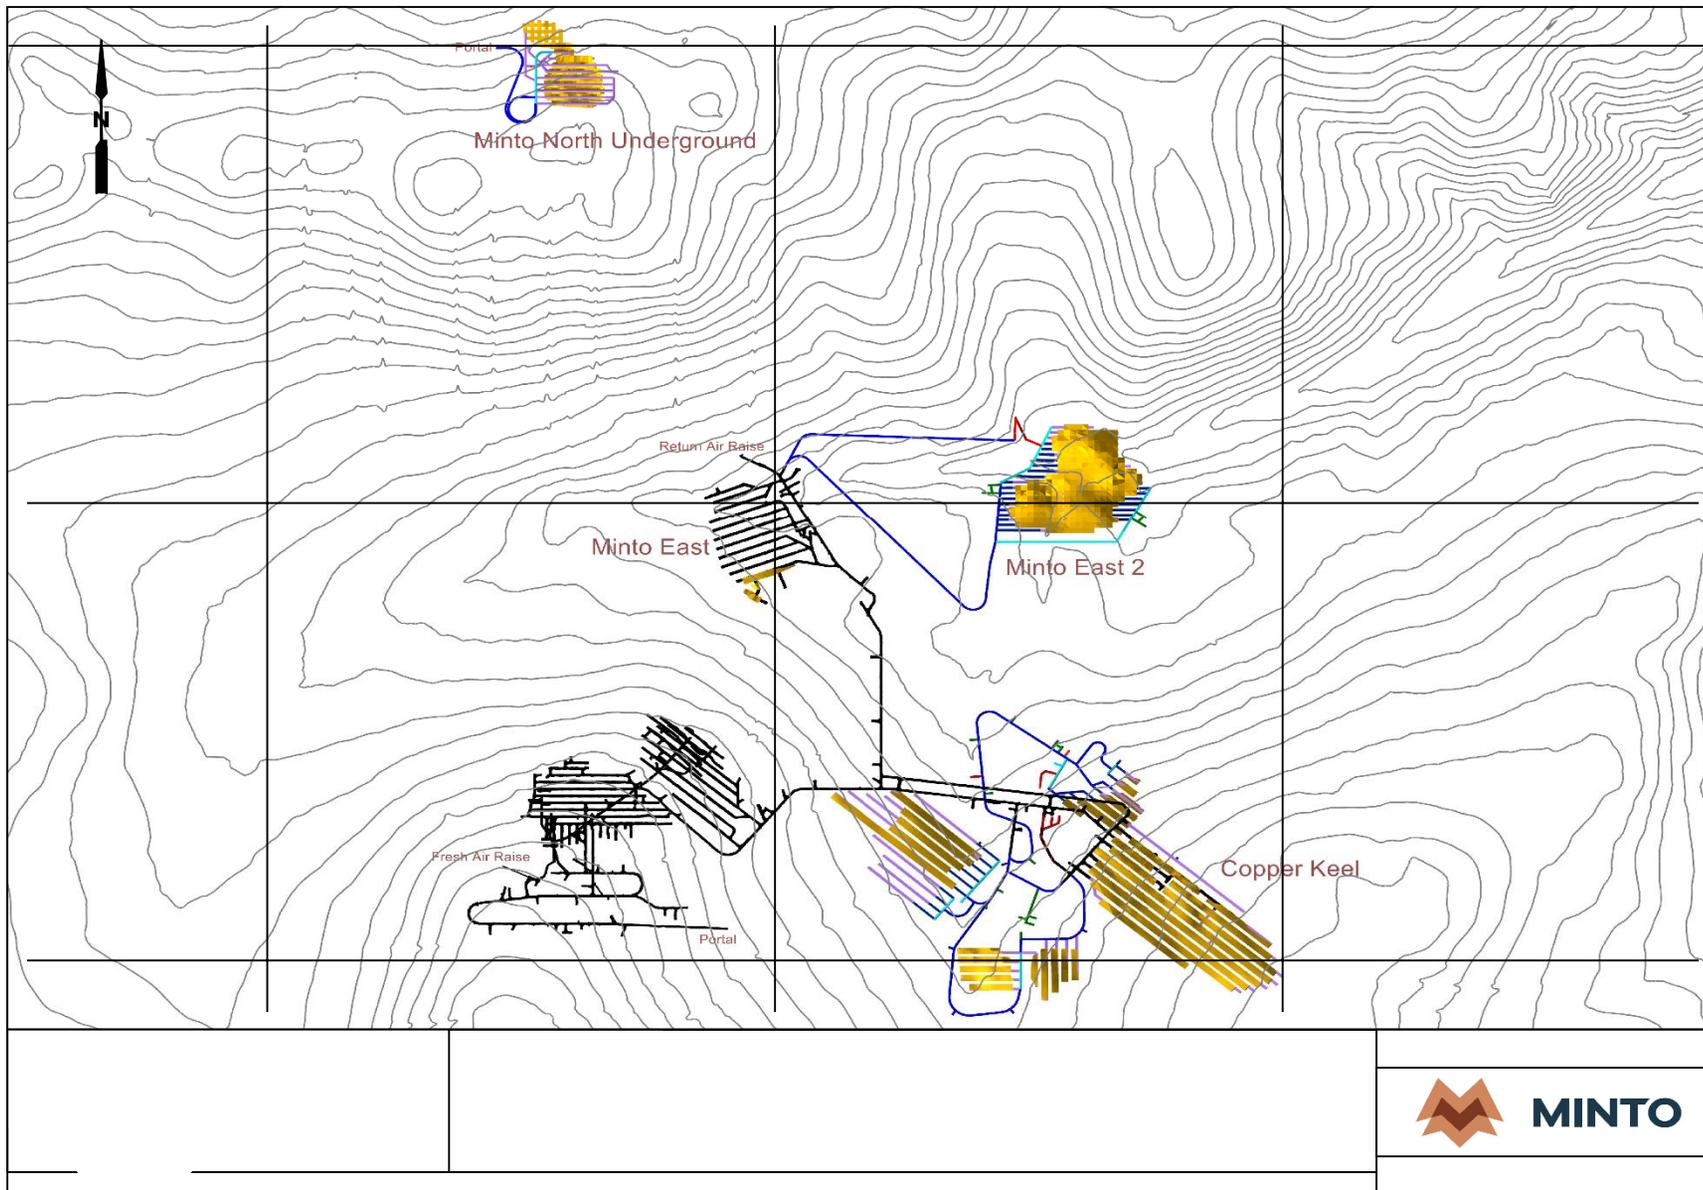 Portal
N
Minto North Underground
Return Air Raise
Minto East
Minto East 2
Fresh Air Raise
Copper Keel
Portal
MINTO